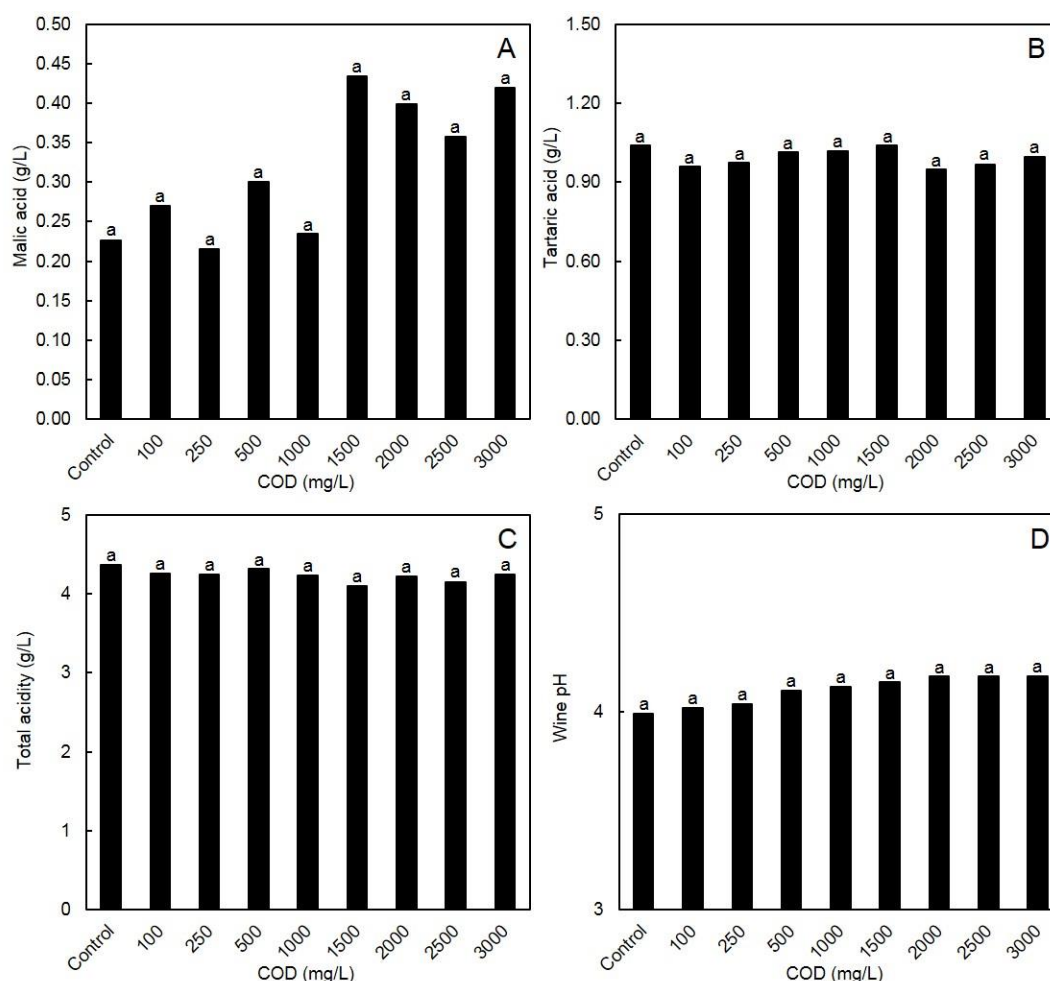 A
Malic acid (g/L)
0.50
0.45
0.40
0.35
0.30
0.25
0.20
0.15
0.10
0.05
0.00
a a a a a a a a a
Control 100 250 500 1000 1500 2000 2500 3000
COD (mg/L)
B
Tartaric acid (g/L)
1.50
1.20
0.90
0.60
0.30
0.00
a a a a a a a a a
Control 100 250 500 1000 1500 2000 2500 3000
COD (mg/L)
C
Total acidity (g/L)
5
4
3
2
1
0
a a a a a a a a a
Control 100 250 500 1000 1500 2000 2500 3000
COD (mg/L)
D
Wine pH
5
4
3
a a a a a a a a a
Control 100 250 500 1000 1500 2000 2500 3000
COD (mg/L)